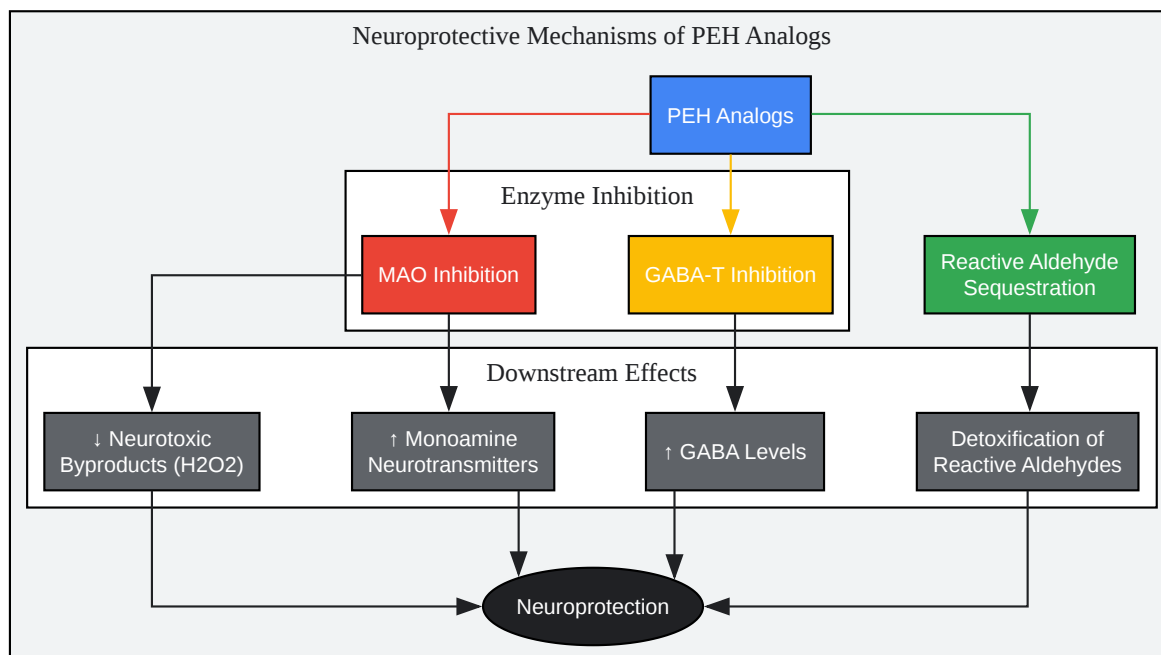 Neuroprotective Mechanisms of PEH Analogs
PEH Analogs
Enzyme Inhibition
MAO Inhibition
GABA-T Inhibition
Reactive Aldehyde
Sequestration
Downstream Effects
↓ Neurotoxic
Byproducts (H2O2)
↑ Monoamine
Neurotransmitters
↑ GABA Levels
Detoxification of
Reactive Aldehydes
Neuroprotection